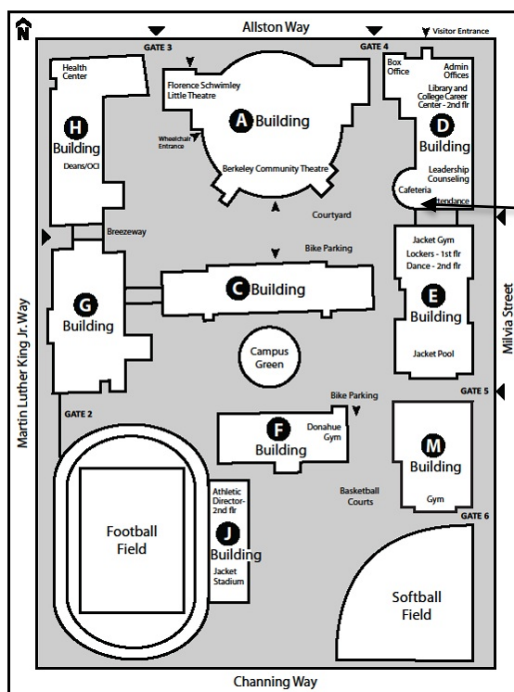 N
Allston Way
GATE 3
GATE 4
Visitor Entrance
Health
Center
H
Building
Deans/OCI
Florence Schwimley
Little Theatre
A Building
Wheelchair
Entrance
Berkeley Community Theatre
Box
Office
Admin
Offices
Library and
College Career
Center - 2nd flr
D
Building
Leadership
Counseling
Cafeteria
Courtyard
Breezeway
Bike Parking
Jacket Gym
Lockers - 1st flr
Dance - 2nd flr
E
Building
Jacket Pool
C Building
G
Building
Campus
Green
Martin Luther King Jr. Way
Milvia Street
GATE 2
GATE 5
Bike Parking
F
Building
Donahue
Gym
M
Building
Gym
Basketball
Courts
GATE 6
Athletic
Director-
2nd flr
J
Building
Jacket
Stadium
Football
Field
Softball
Field
Channing Way